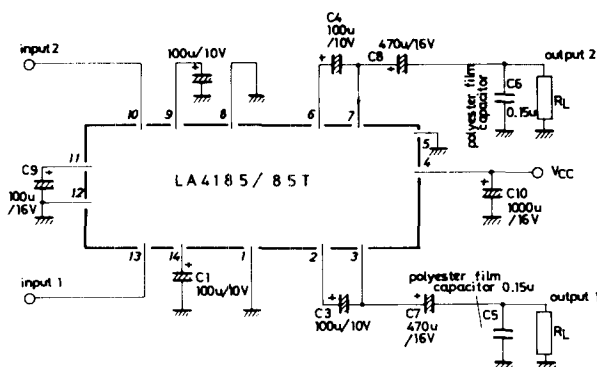 input 2
100u/10V
C4
100u
/10V
470u/16V
C8
output 2
polyester film
capacitor
C6
0.15u
RL
10
9
8
6
7
5
4
11
12
C9
100u
/16V
LA4185/85T
VCC
C10
1000u
/16V
13
14
1
2
3
input 1
C1
100u/10V
C3
100u/10V
C7
470u
/16V
polyester film
capacitor 0.15u
C5
output 1
RL